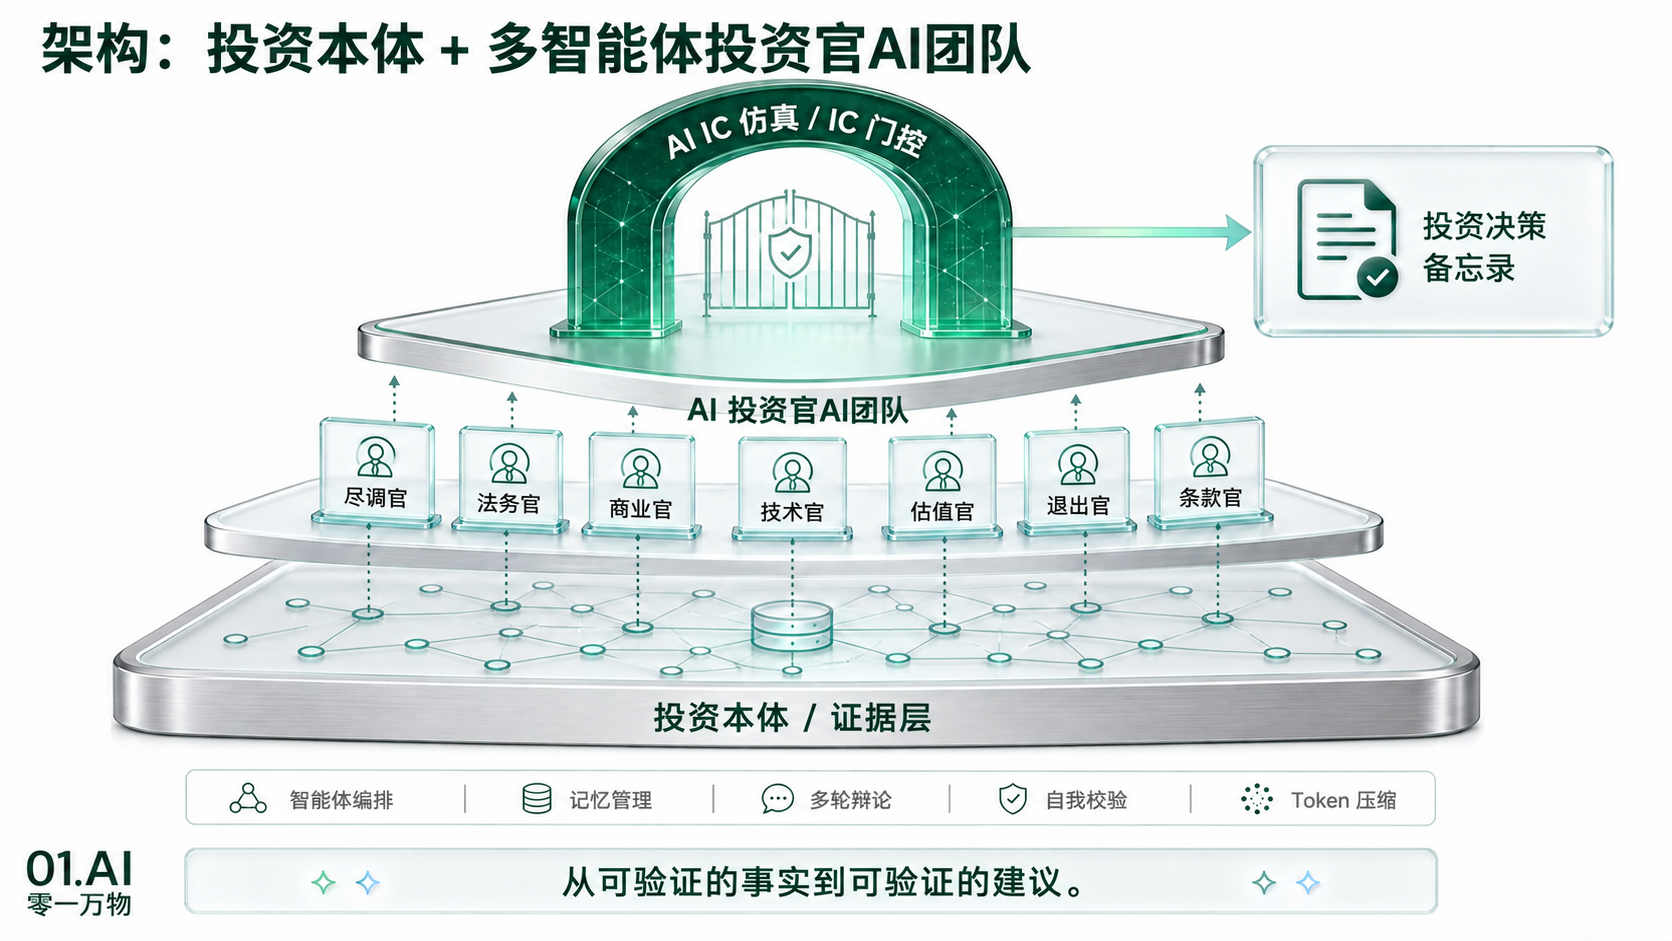 架构：投资本体 + 多智能体投资官AI团队
AI IC 仿真 / IC 门控
投资决策
备忘录
AI 投资官AI团队
尽调官
法务官
商业官
技术官
估值官
退出官
条款官
投资本体 / 证据层
智能体编排
记忆管理
多轮辩论
自我校验
Token 压缩
01.AI
零一万物
从可验证的事实到可验证的建议。